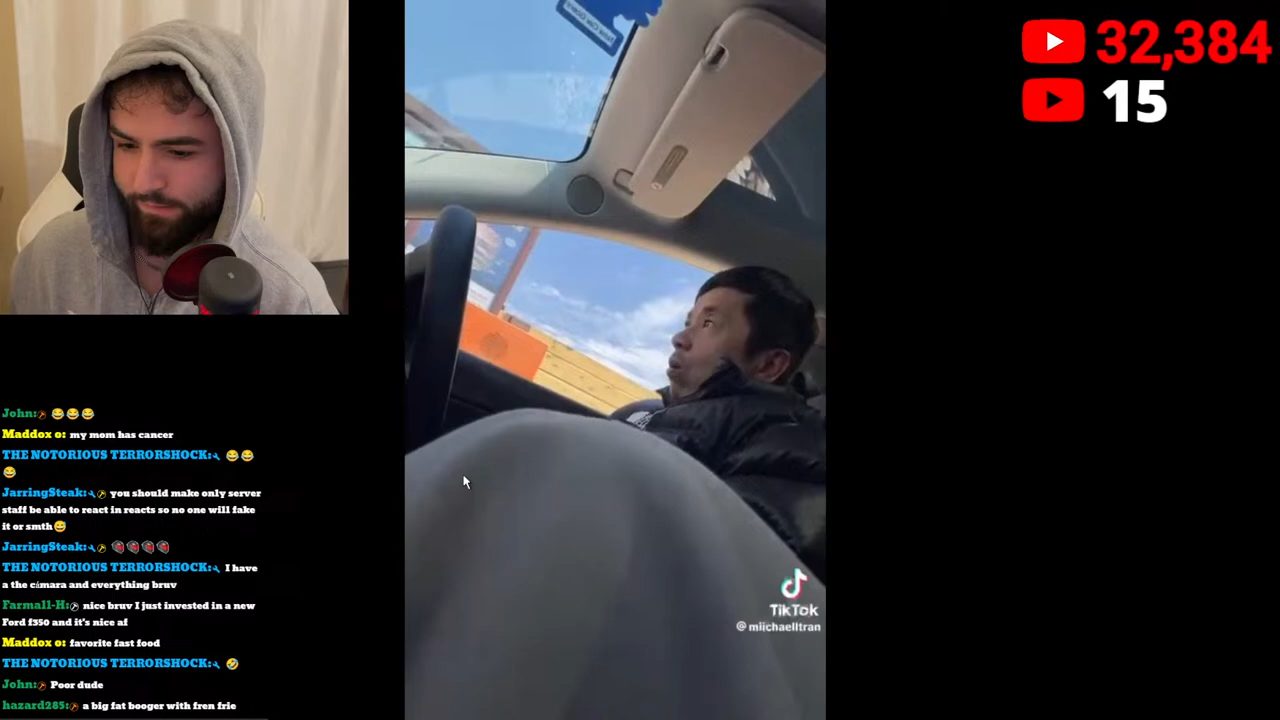 32,384
15
John: 😂😂😂
Maddox o: my mom has cancer
THE NOTORIOUS TERRORSHOCK: 😂😂
😂
JarringSteak: you should make only server
staff be able to react in reacts so no one will fake
it or smth😅
JarringSteak:
THE NOTORIOUS TERRORSHOCK: I have
a the cámara and everything bruv
Farmall-H: nice bruv I just invested in a new
Ford f350 and it's nice af
Maddox o: favorite fast food
THE NOTORIOUS TERRORSHOCK: 🤣
John: Poor dude
hazard285: a big fat booger with fren frie
TikTok
@miichaelltran